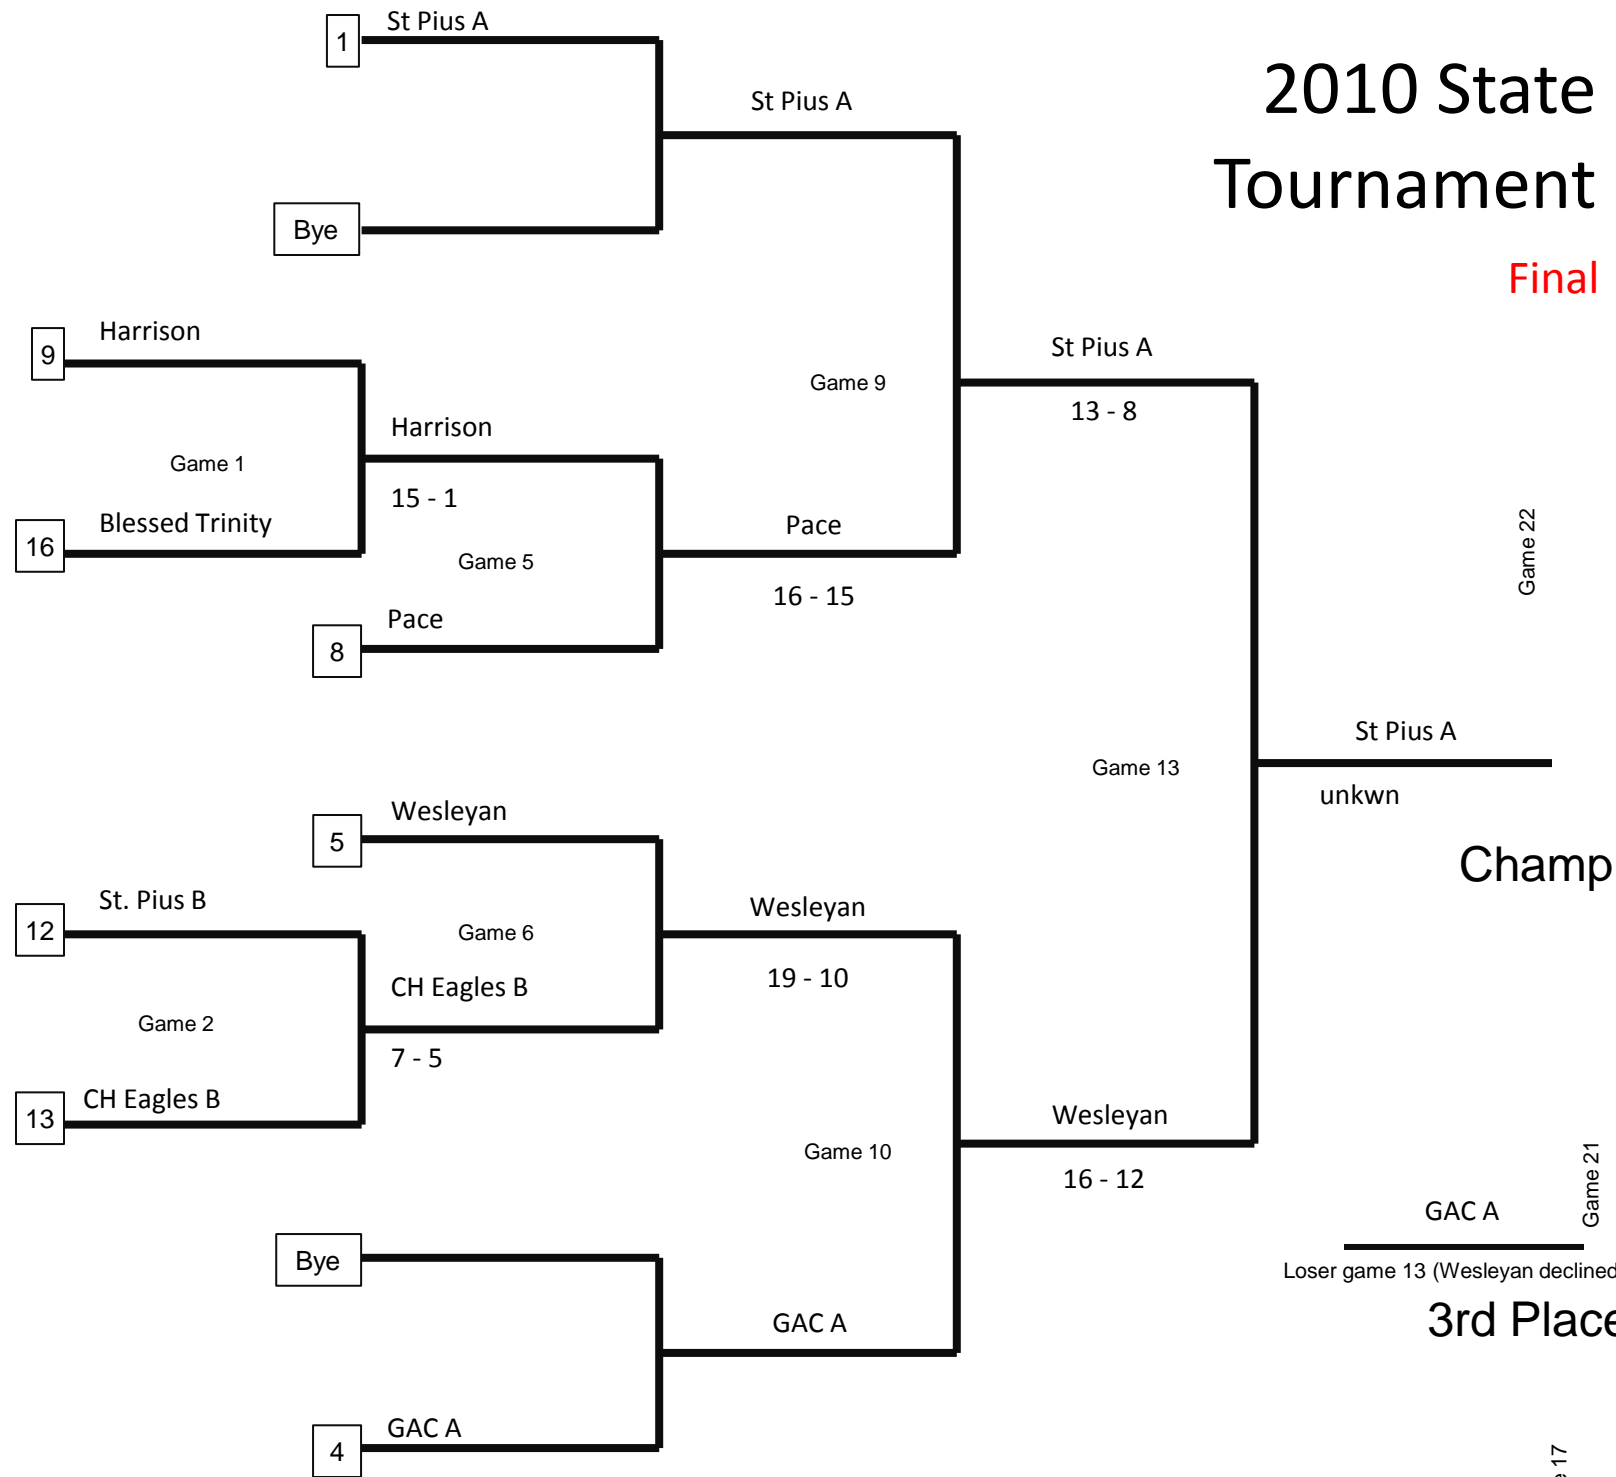 St Pius A
1
2010 State
Tournament
St Pius A
Bye
Final
Harrison
9
St Pius A
Game 9
13 - 8
Harrison
Game 1
15 - 1
Blessed Trinity
Pace
16
Game 5
Game 22
16 - 15
Pace
8
St Pius A
Game 13
unkwn
Wesleyan
5
Champ
St. Pius B
Wesleyan
12
Game 6
19 - 10
CH Eagles B
Game 2
7 - 5
CH Eagles B
13
Wesleyan
Game 10
16 - 12
Game 21
GAC A
Bye
Loser game 13 (Wesleyan declined
3rd Place
GAC A
GAC A
4
17